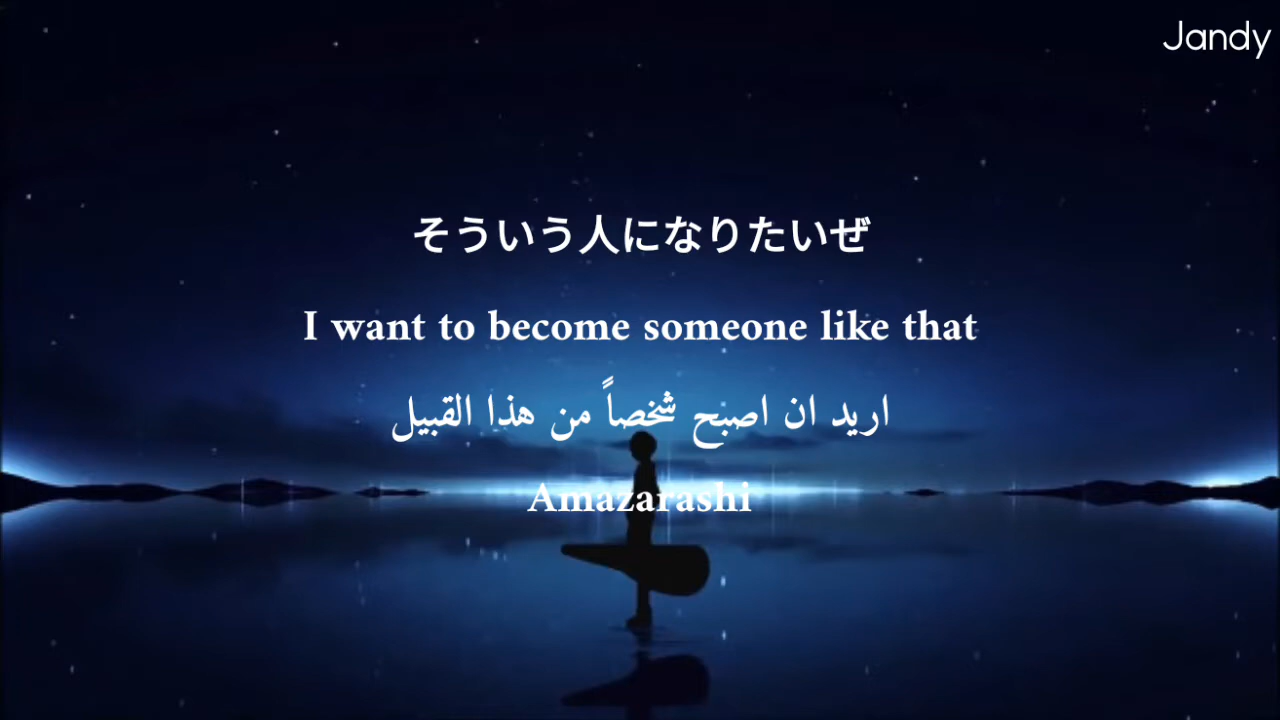 Jandy
そういう人になりたいぜ
I want to become someone like that
اريد ان اصبح شخصاً من هذا القبيل
Amazarashi